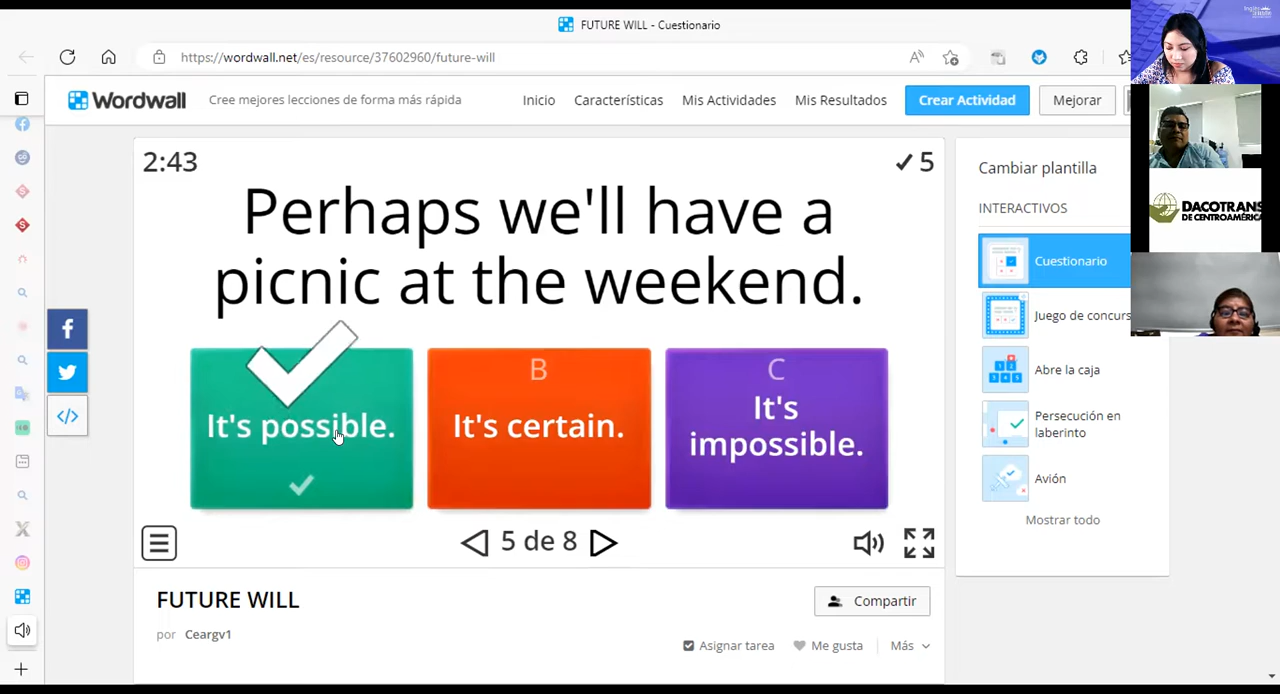 FUTURE WILL - Cuestionario
https://wordwall.net/es/resource/37602960/future-will
Wordwall
Cree mejores lecciones de forma más rápida
Inicio
Características
Mis Actividades
Mis Resultados
Crear Actividad
Mejorar
2:43
5
Perhaps we'll have a
picnic at the weekend.
It's possible.
B
It's certain.
C
It's
impossible.
5 de 8
FUTURE WILL
por Ceargv1
Compartir
Asignar tarea
Me gusta
Más
Cambiar plantilla
INTERACTIVOS
Cuestionario
Juego de concurs
Abre la caja
Persecución en
laberinto
Avión
Mostrar todo
DACOTRANS
DE CENTROAMÉRICA